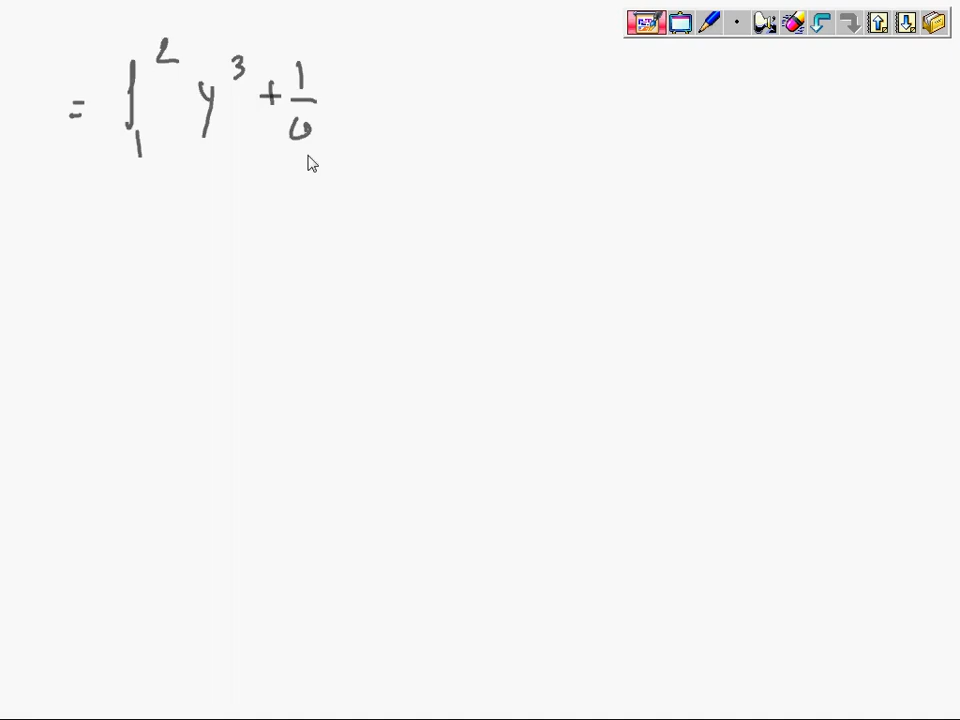 = ∫₁² y³ + 1/6